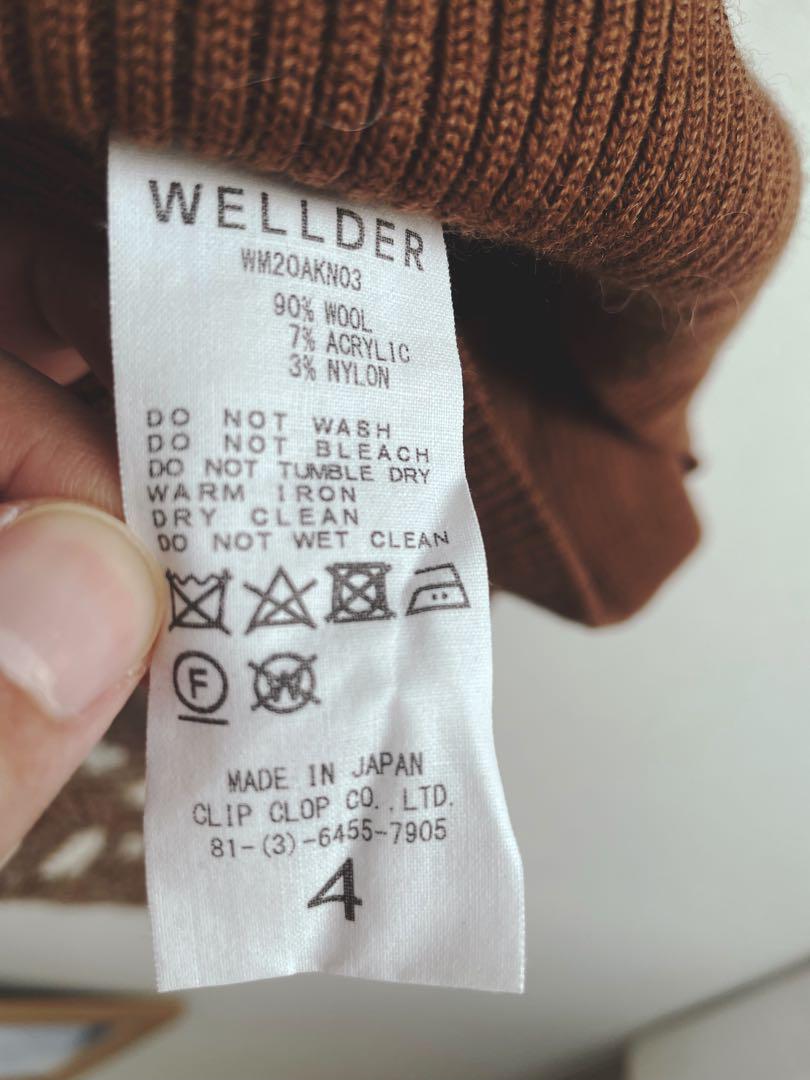 WELLDER
WM20AKN03
90% WOOL
7% ACRYLIC
3% NYLON
DO NOT WASH
DO NOT BLEACH
DO NOT TUMBLE DRY
WARM IRON
DRY CLEAN
DO NOT WET CLEAN
F W
MADE IN JAPAN
CLIP CLOP CO.,LTD.
81-(3)-6455-7905
4